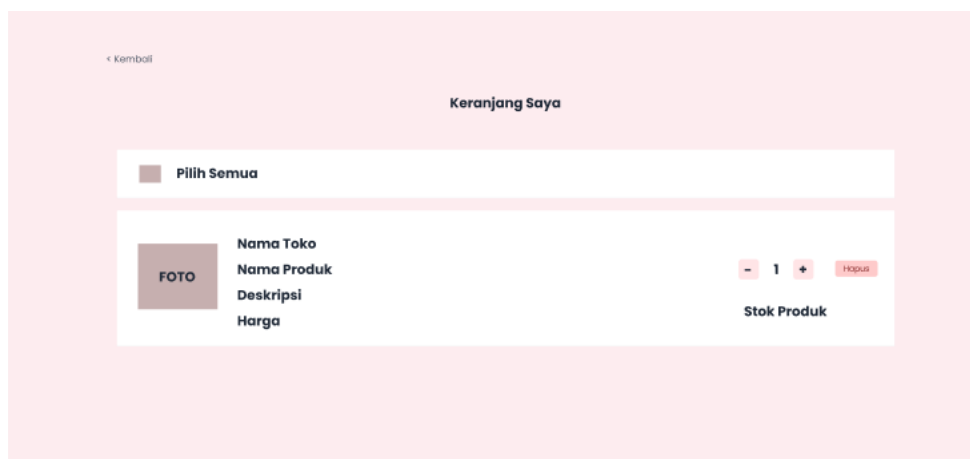 < Kembali
Keranjang Saya
Pilih Semua
FOTO
Nama Toko
Nama Produk
Deskripsi
Harga
- 1 +
Hapus
Stok Produk